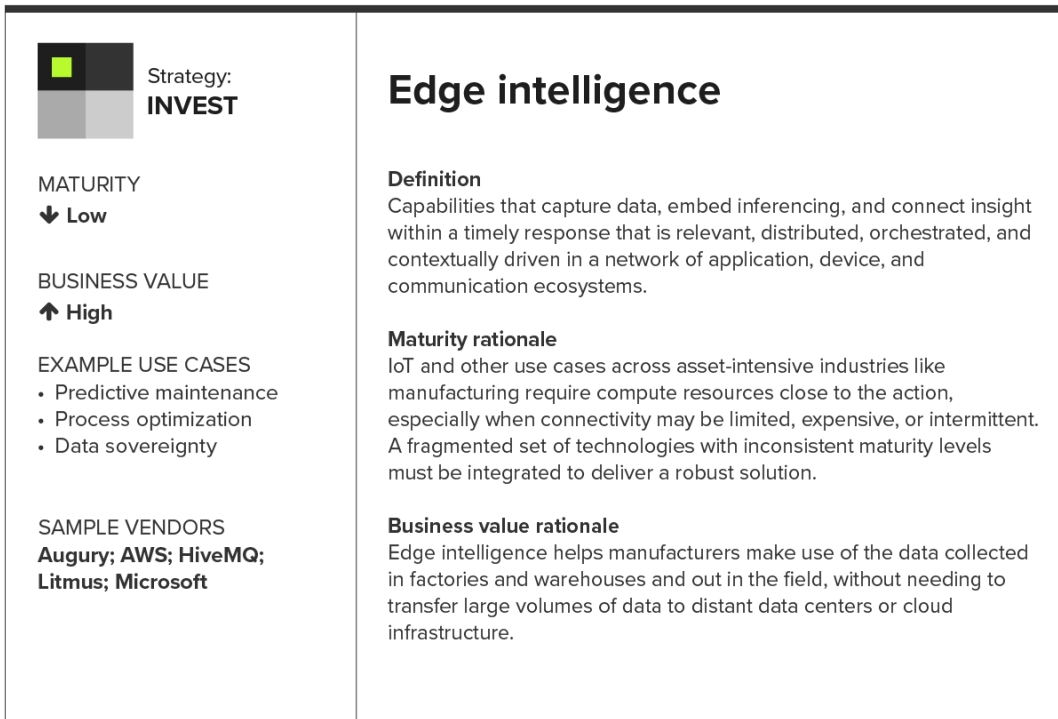 Strategy:
INVEST
MATURITY
Low
BUSINESS VALUE
High
EXAMPLE USE CASES
• Predictive maintenance
• Process optimization
• Data sovereignty
SAMPLE VENDORS
Augury; AWS; HiveMQ;
Litmus; Microsoft
Edge intelligence
Definition
Capabilities that capture data, embed inferencing, and connect insight
within a timely response that is relevant, distributed, orchestrated, and
contextually driven in a network of application, device, and
communication ecosystems.
Maturity rationale
IoT and other use cases across asset-intensive industries like
manufacturing require compute resources close to the action,
especially when connectivity may be limited, expensive, or intermittent.
A fragmented set of technologies with inconsistent maturity levels
must be integrated to deliver a robust solution.
Business value rationale
Edge intelligence helps manufacturers make use of the data collected
in factories and warehouses and out in the field, without needing to
transfer large volumes of data to distant data centers or cloud
infrastructure.